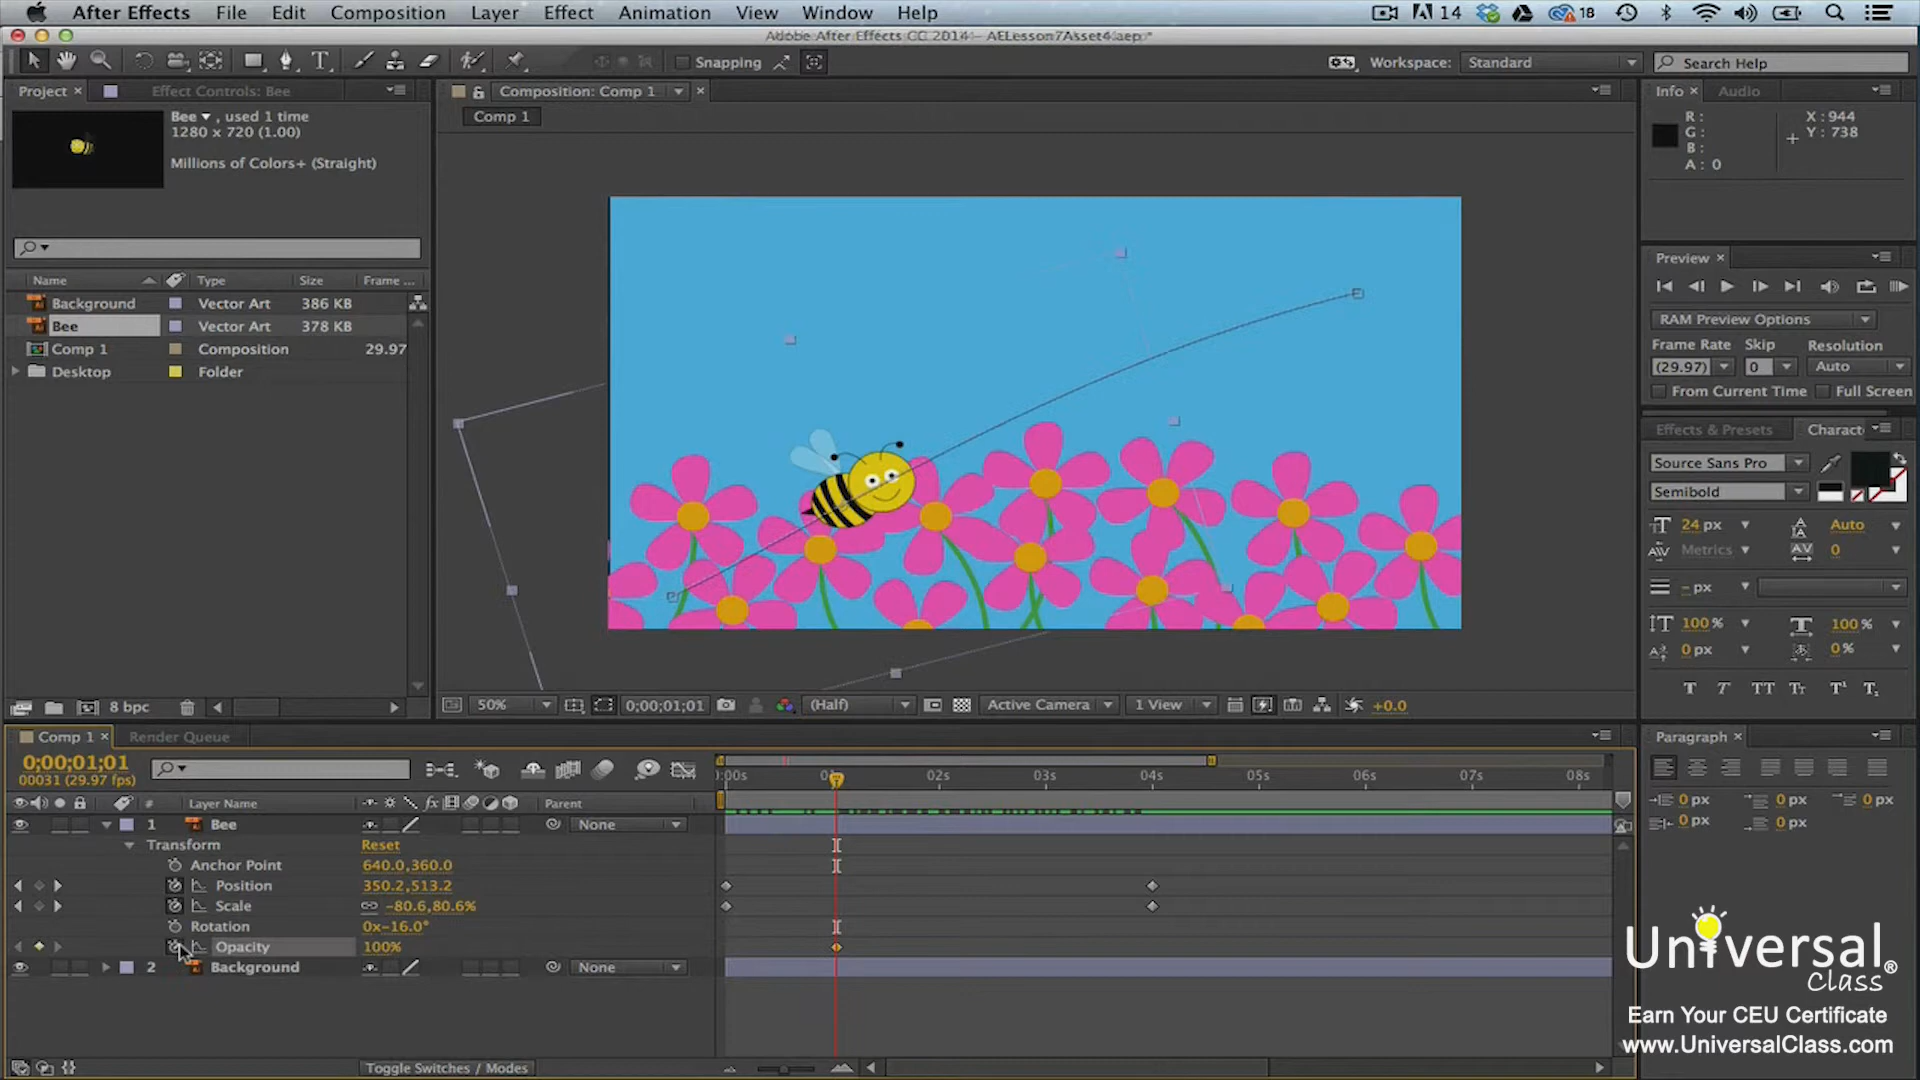 After Effects File Edit Composition Layer Effect Animation View Window Help 14 18
Adobe After Effects CC 2014 – AELesson7Asset4.aep *
Snapping Workspace: Standard Search Help
Project Effect Controls: Bee
Composition: Comp 1
Info Audio
Bee, used 1 time
1280 x 720 (1.00)
Millions of Colors+ (Straight)
Comp 1
R: X: 944
G: Y: 738
B:
A: 0
Name Type Size Frame ...
Background Vector Art 386 KB
Bee Vector Art 378 KB
Comp 1 Composition 29.97
Desktop Folder
Preview
RAM Preview Options
Frame Rate Skip Resolution
(29.97) 0 Auto
From Current Time Full Screen
Effects & Presets Charact
Source Sans Pro
Semibold
24 px Auto
Metrics 0
– px
100 % 100 %
0 px 0 %
T T TT Tr T¹ T₁
8 bpc
50% 0;00;01;01 (Half) Active Camera 1 View +0.0
Comp 1 Render Queue
Paragraph
0;00;01;01
00031 (29.97 fps)
:00s 02s 03s 04s 05s 06s 07s 08s
0 px 0 px 0 px
0 px 0 px
# Layer Name fx Parent
1 Bee None
Transform Reset
Anchor Point 640.0,360.0
Position 350.2,513.2
Scale -80.6,80.6%
Rotation 0x-16.0°
Opacity 100%
2 Background None
Toggle Switches / Modes
Universal
Class
®
Earn Your CEU Certificate
www.UniversalClass.com